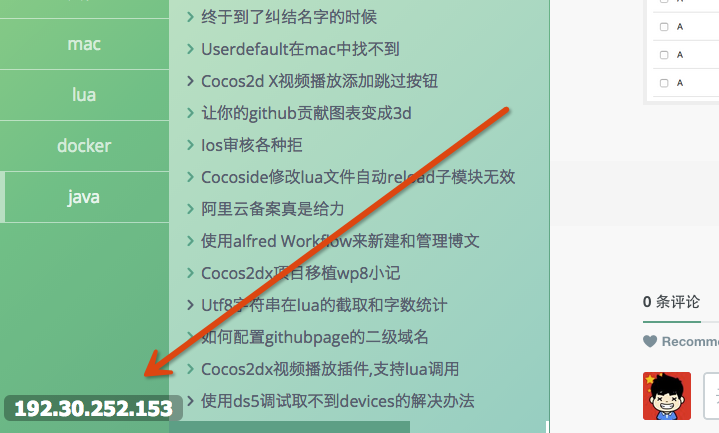 mac
lua
docker
java
192.30.252.153
终于到了纠结名字的时候
Userdefault在mac中找不到
Cocos2d X视频播放添加跳过按钮
让你的github贡献图表变成3d
Ios审核各种拒
Cocoside修改lua文件自动reload子模块无效
阿里云备案真是给力
使用alfred Workflow来新建和管理博文
Cocos2dx项目移植wp8小记
Utf8字符串在lua的截取和字数统计
如何配置githubpage的二级域名
Cocos2dx视频播放插件,支持lua调用
使用ds5调试取不到devices的解决办法
A
A
A
0 条评论
Recomme